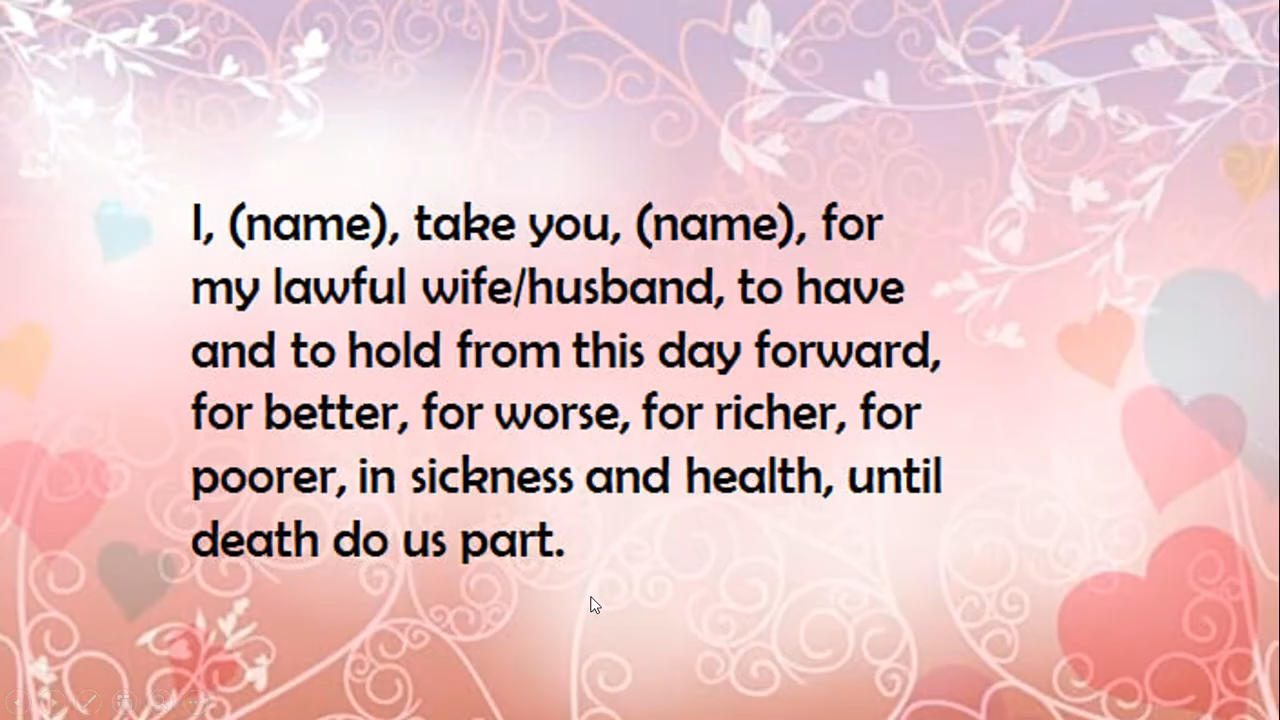 I, (name), take you, (name), for
my lawful wife/husband, to have
and to hold from this day forward,
for better, for worse, for richer, for
poorer, in sickness and health, until
death do us part.